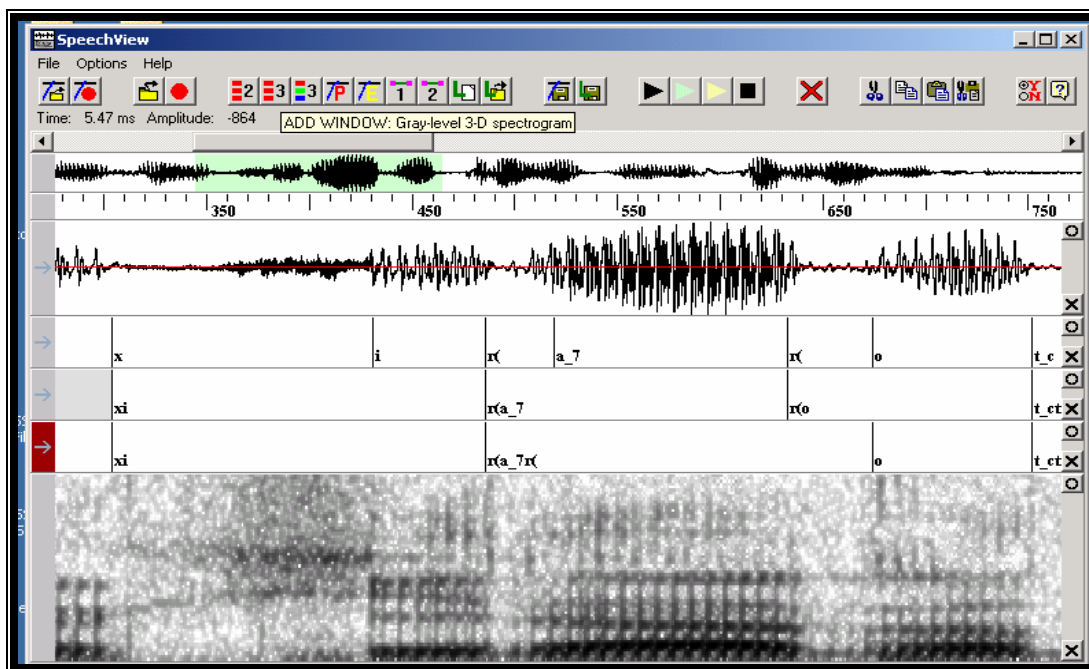 SpeechView
File Options Help
2 3 3 P E 1 2
Time: 5.47 ms Amplitude: -864
ADD WINDOW: Gray-level 3-D spectrogram
350 450 550 650 750
x i r( a_7 r( o t_c
xi r(a_7 r(o t_ct
xi r(a_7r( o t_ct